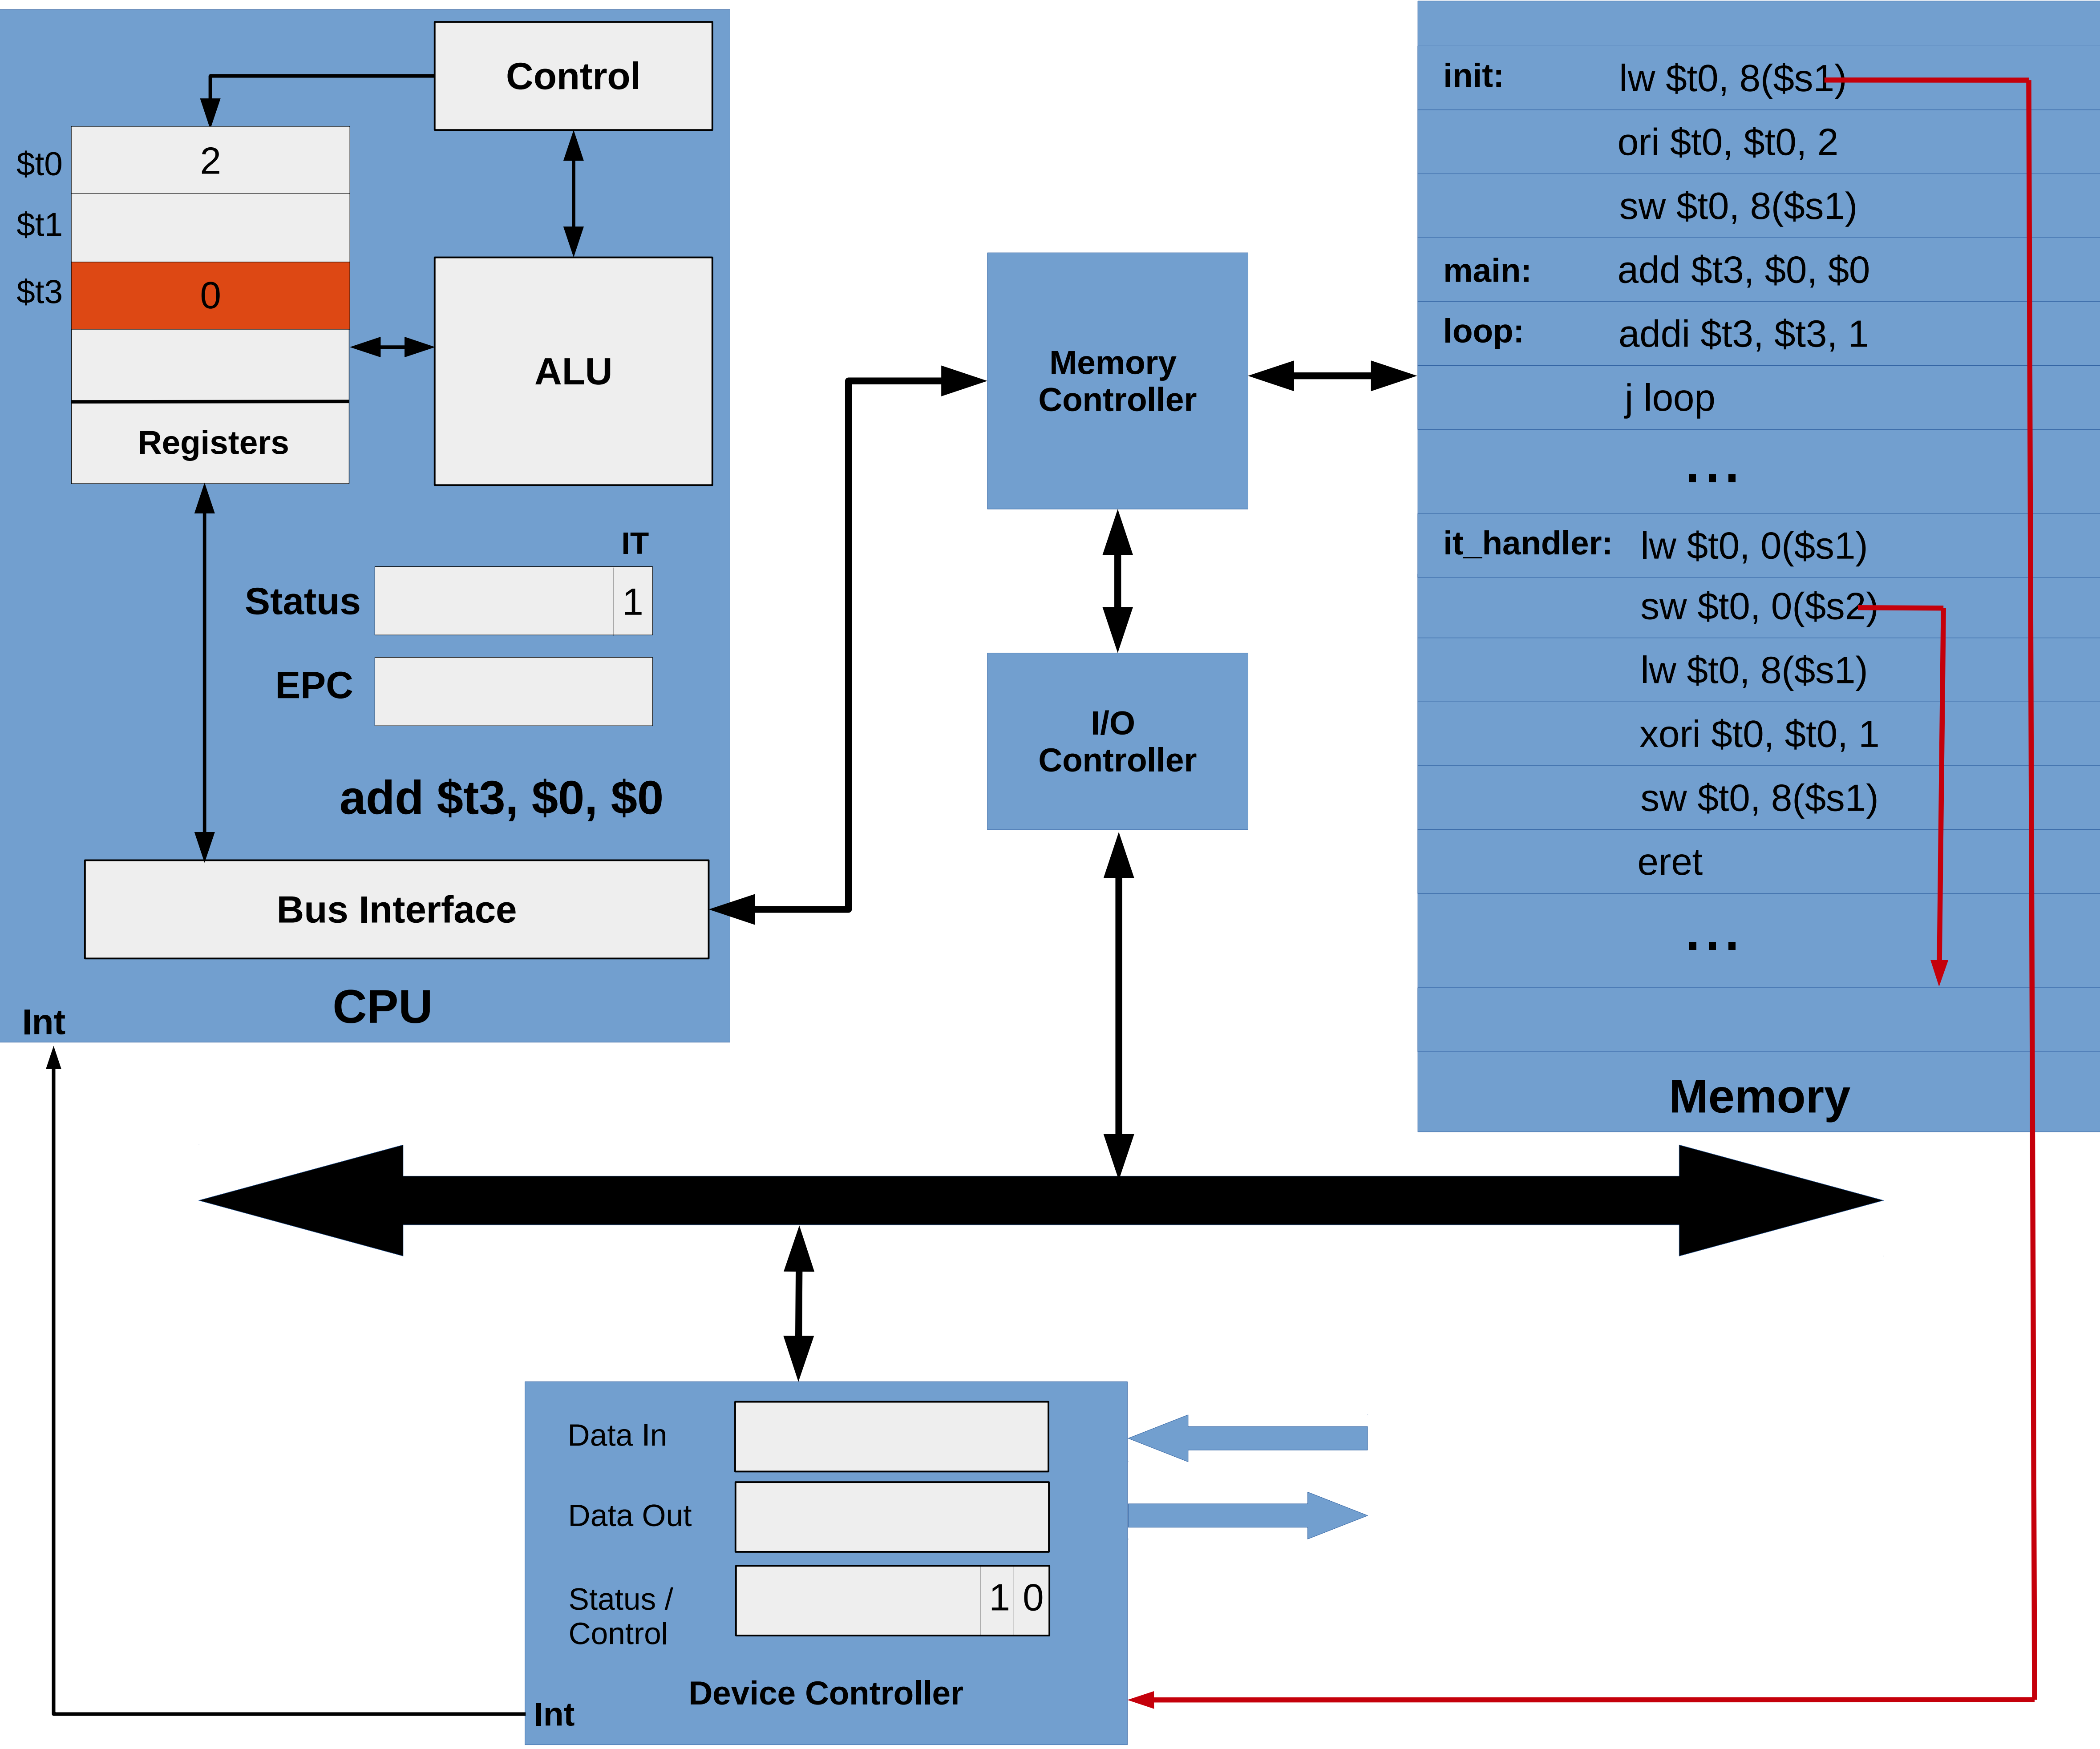 Control
$t0 2
$t1
$t3 0
ALU
Registers
IT
Status 1
EPC
add $t3, $0, $0
Bus Interface
CPU
Int
Memory
Controller
I/O
Controller
init: lw $t0, 8($s1)
ori $t0, $t0, 2
sw $t0, 8($s1)
main: add $t3, $0, $0
loop: addi $t3, $t3, 1
j loop
...
it_handler: lw $t0, 0($s1)
sw $t0, 0($s2)
lw $t0, 8($s1)
xori $t0, $t0, 1
sw $t0, 8($s1)
eret
...
Memory
Data In
Data Out
Status /
Control
1 0
Device Controller
Int